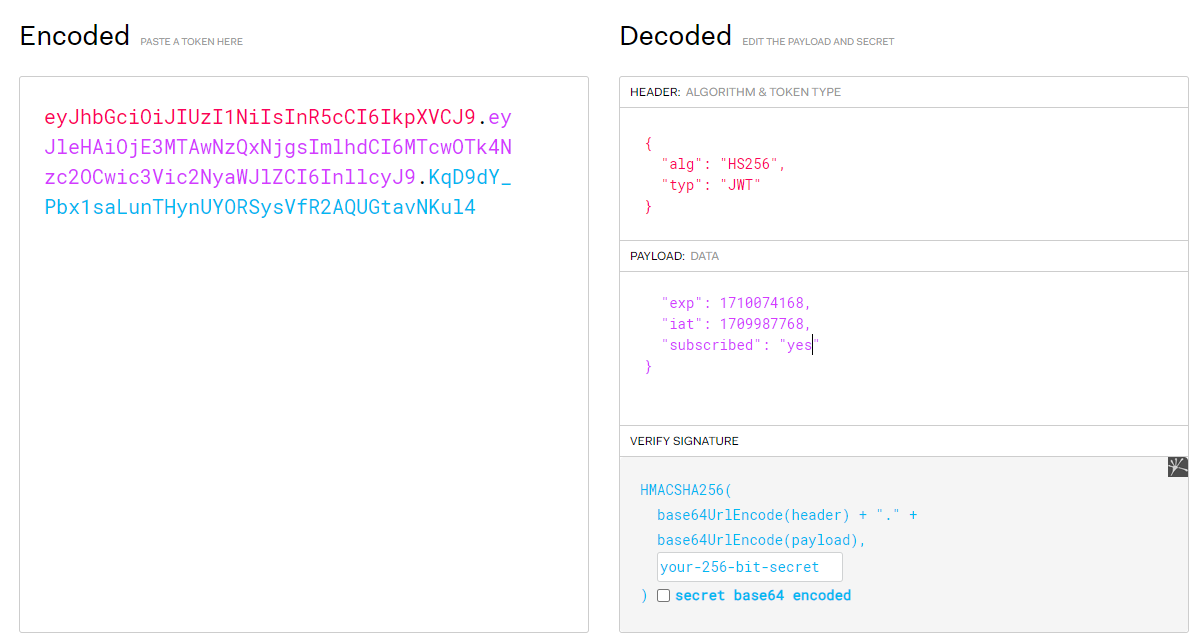 Encoded PASTE A TOKEN HERE
eyJhbGciOiJIUzI1NiIsInR5cCI6IkpXVCJ9.ey
JleHAiOjE3MTAwNzQxNjgsImlhdCI6MTcwOTk4N
zc2OCwic3Vic2NyaWJlZCI6InllcyJ9.KqD9dY_
Pbx1saLunTHynUYORSysVfR2AQUGtavNKul4
Decoded EDIT THE PAYLOAD AND SECRET
HEADER: ALGORITHM & TOKEN TYPE
{
"alg": "HS256",
"typ": "JWT"
}
PAYLOAD: DATA
"exp": 1710074168,
"iat": 1709987768,
"subscribed": "yes"
}
VERIFY SIGNATURE
HMACSHA256(
base64UrlEncode(header) + "." +
base64UrlEncode(payload),
your-256-bit-secret
) secret base64 encoded